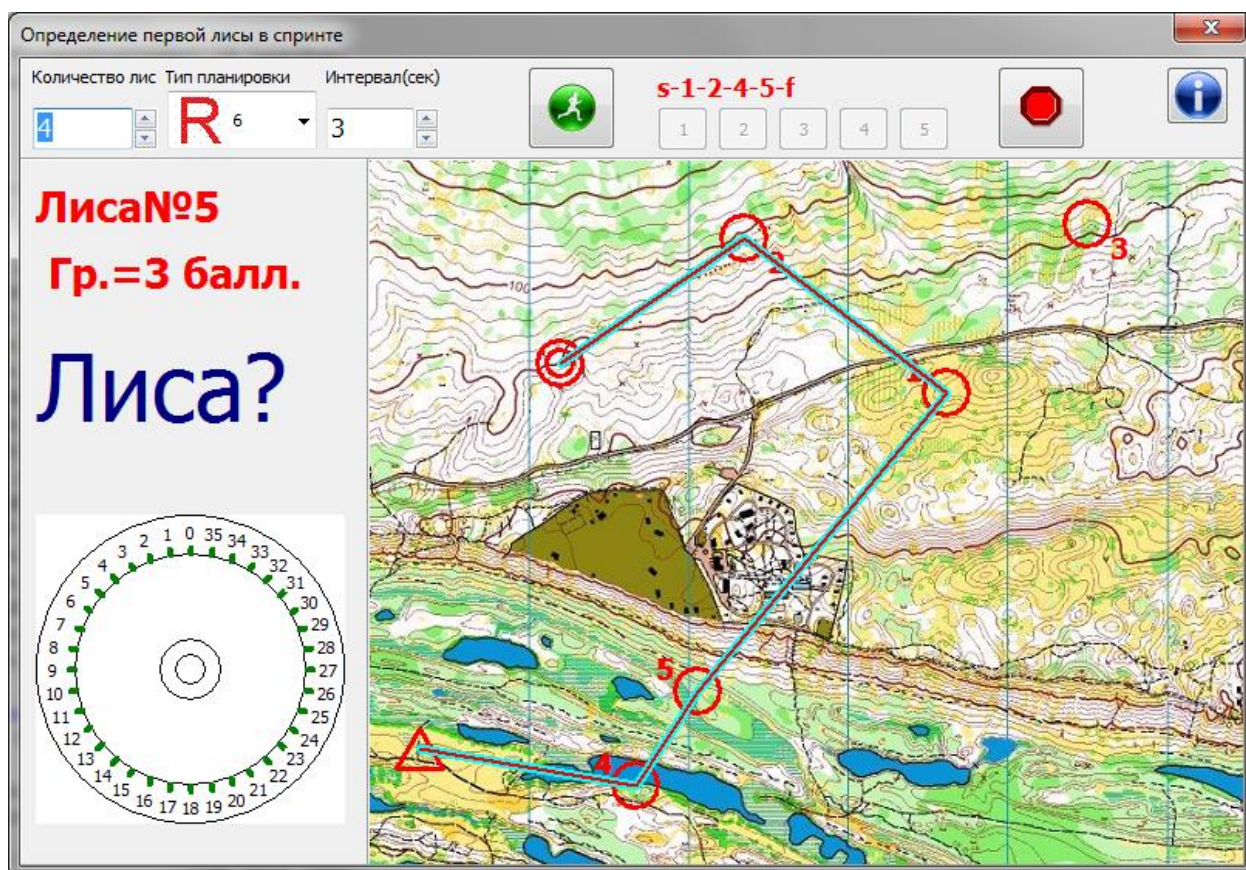 Определение первой лисы в спринте
Количество лис Тип планировки Интервал(сек)
4 R 6 3
s-1-2-4-5-f
1 2 3 4 5
Лиса№5
Гр.=3 балл.
Лиса?
0 35 34 33 32 31 30 29 28 27 26 25 24 23 22 21 20 19 18 17 16 15 14 13 12 11 10 9 8 7 6 5 4 3 2 1
2
3
100
1
5
4